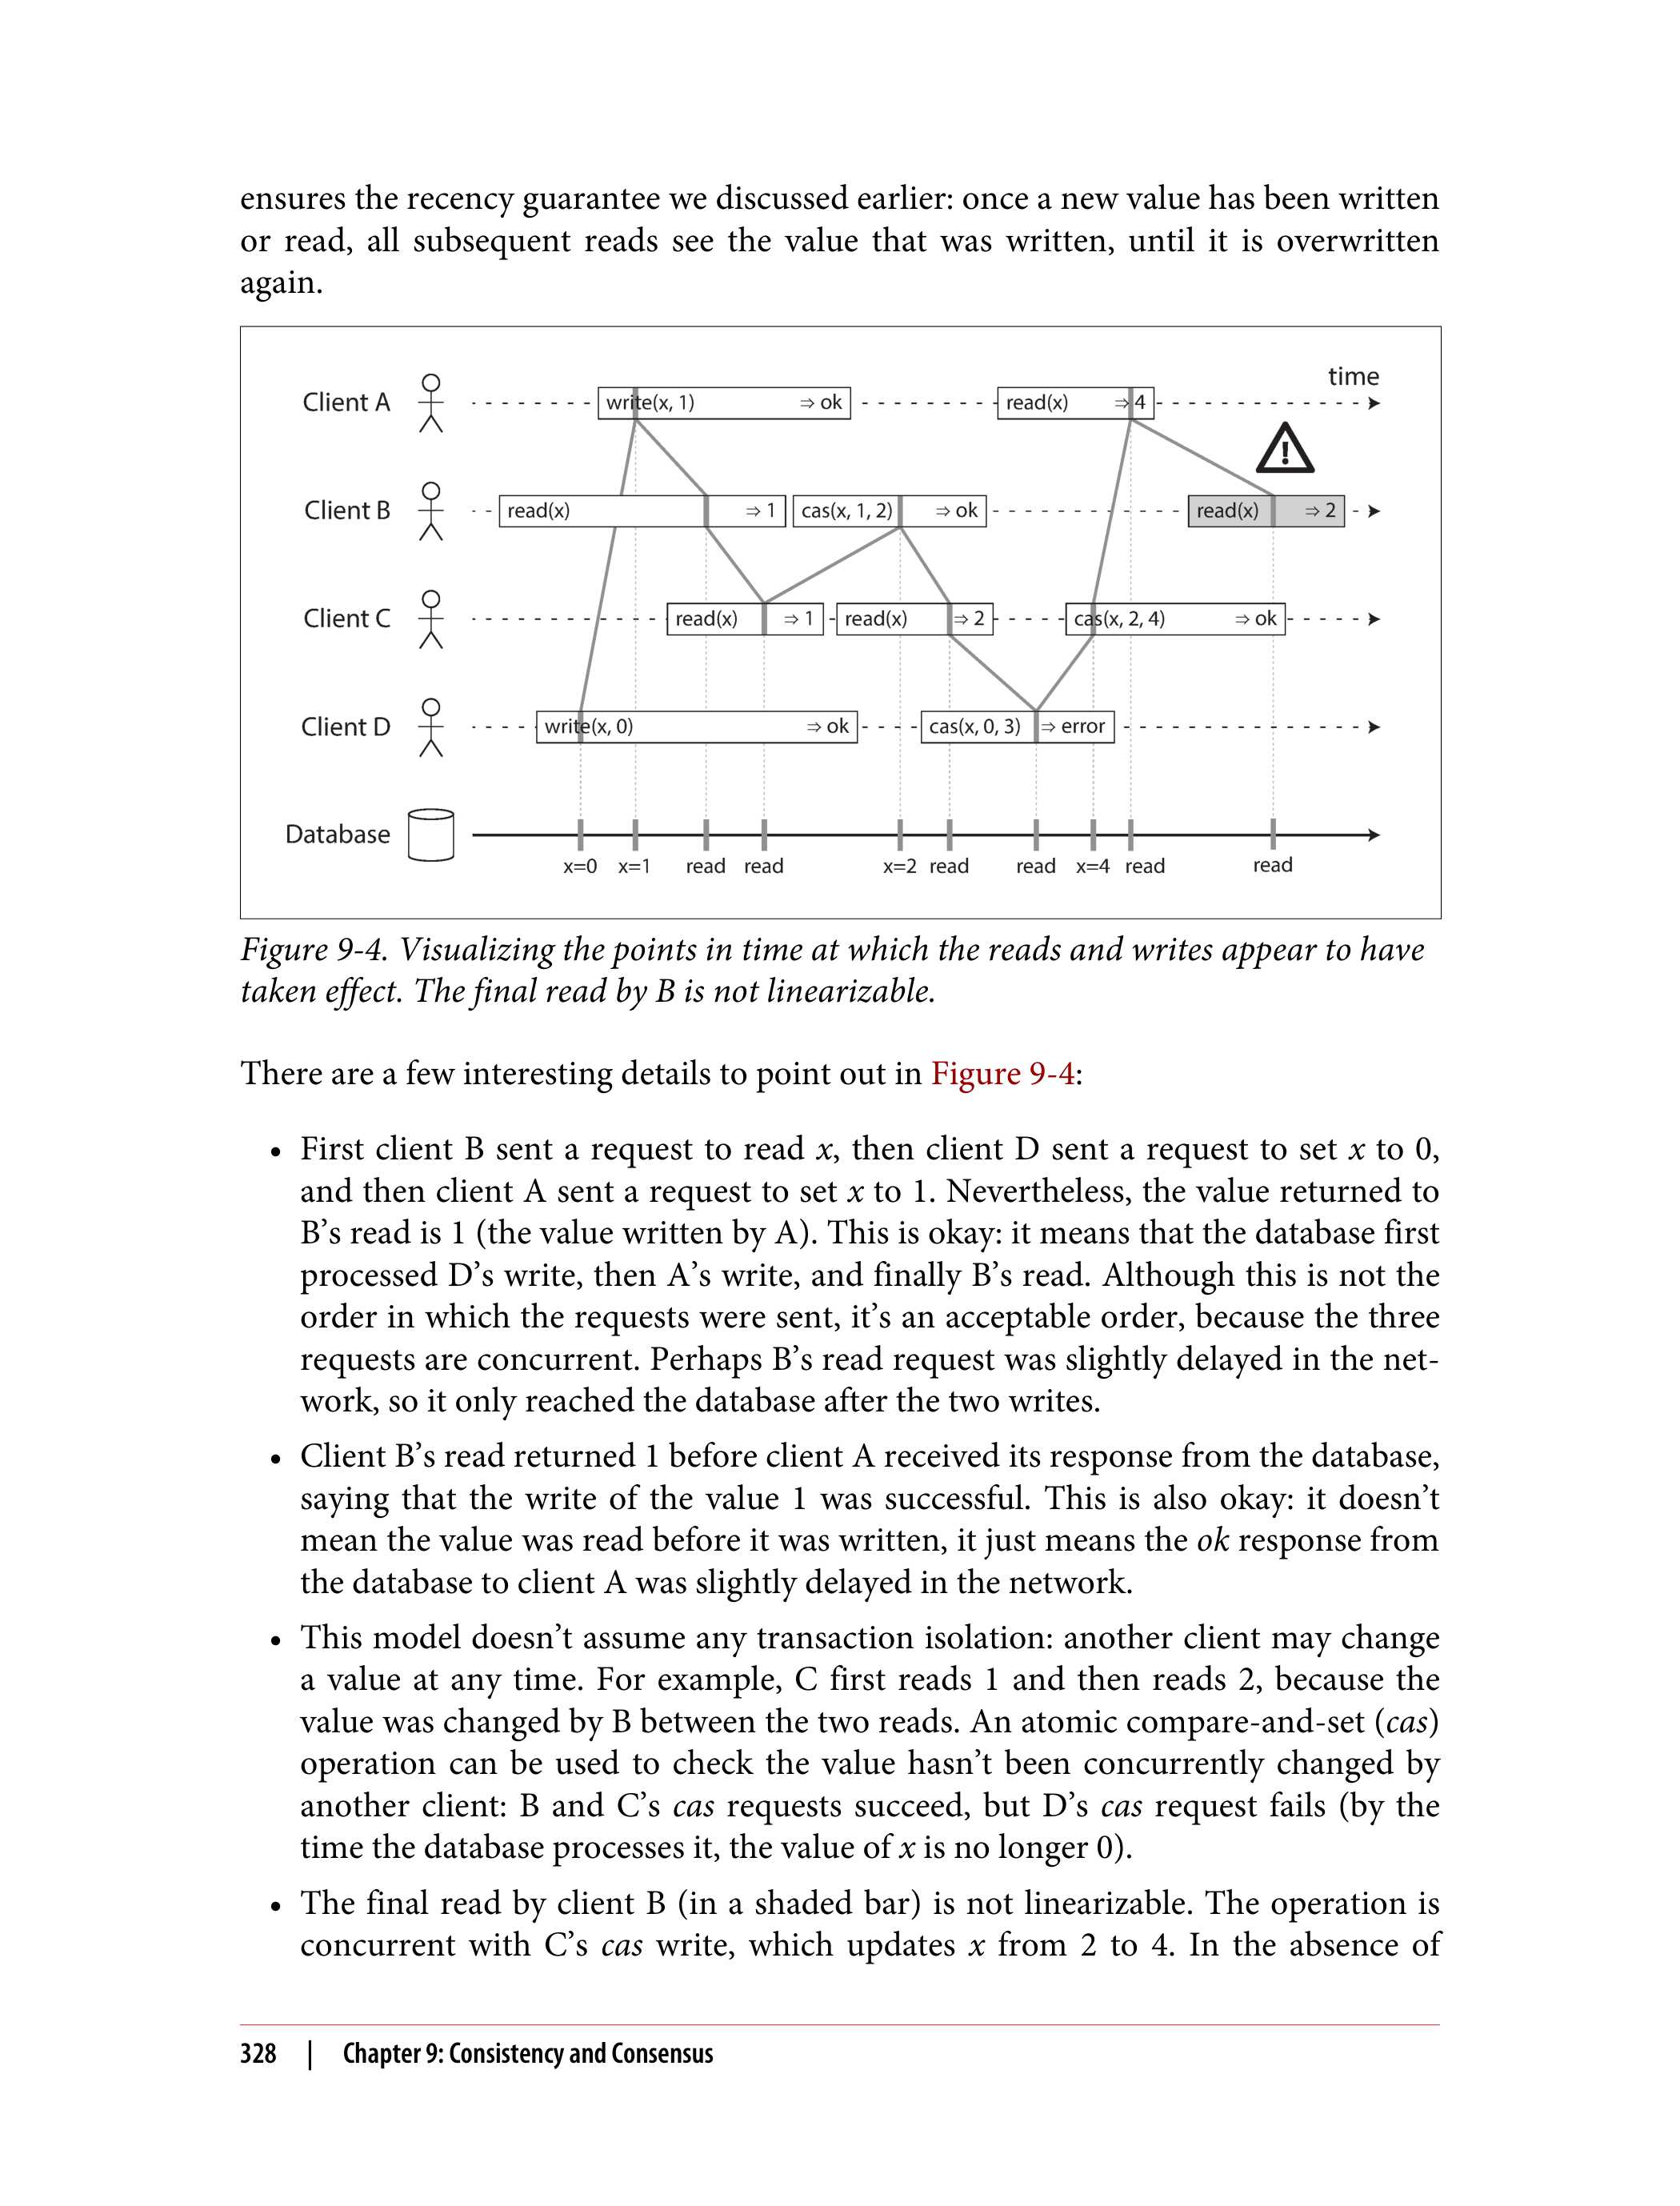 ensures the recency guarantee we discussed earlier: once a new value has been written
or read, all subsequent reads see the value that was written, until it is overwritten
again.
time
Client A write(x, 1) ⇒ ok read(x) ⇒ 4
!
Client B read(x) ⇒ 1 cas(x, 1, 2) ⇒ ok read(x) ⇒ 2
Client C read(x) ⇒ 1 read(x) ⇒ 2 cas(x, 2, 4) ⇒ ok
Client D write(x, 0) ⇒ ok cas(x, 0, 3) ⇒ error
Database
x=0 x=1 read read x=2 read read x=4 read read
Figure 9-4. Visualizing the points in time at which the reads and writes appear to have
taken effect. The final read by B is not linearizable.
There are a few interesting details to point out in Figure 9-4:
• First client B sent a request to read x, then client D sent a request to set x to 0,
and then client A sent a request to set x to 1. Nevertheless, the value returned to
B’s read is 1 (the value written by A). This is okay: it means that the database first
processed D’s write, then A’s write, and finally B’s read. Although this is not the
order in which the requests were sent, it’s an acceptable order, because the three
requests are concurrent. Perhaps B’s read request was slightly delayed in the net-
work, so it only reached the database after the two writes.
• Client B’s read returned 1 before client A received its response from the database,
saying that the write of the value 1 was successful. This is also okay: it doesn’t
mean the value was read before it was written, it just means the ok response from
the database to client A was slightly delayed in the network.
• This model doesn’t assume any transaction isolation: another client may change
a value at any time. For example, C first reads 1 and then reads 2, because the
value was changed by B between the two reads. An atomic compare-and-set (cas)
operation can be used to check the value hasn’t been concurrently changed by
another client: B and C’s cas requests succeed, but D’s cas request fails (by the
time the database processes it, the value of x is no longer 0).
• The final read by client B (in a shaded bar) is not linearizable. The operation is
concurrent with C’s cas write, which updates x from 2 to 4. In the absence of
328 | Chapter 9: Consistency and Consensus